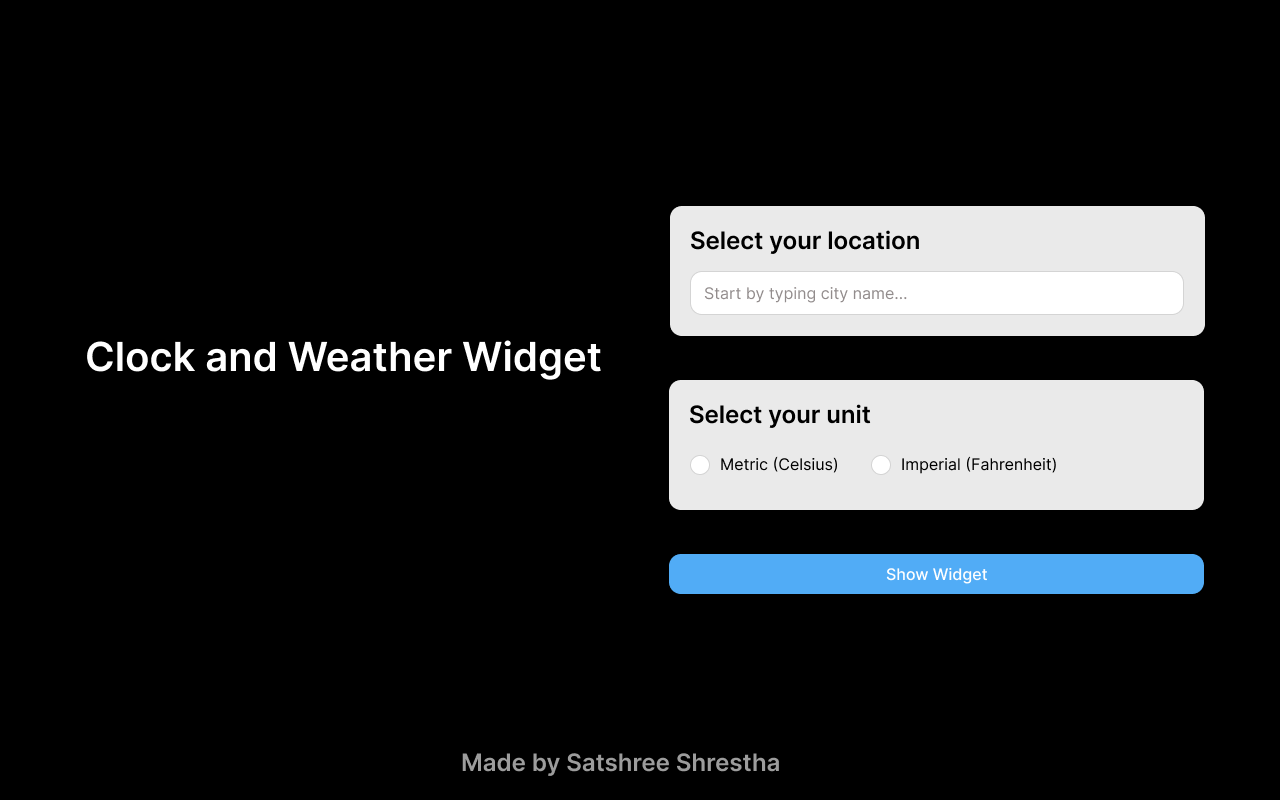 Clock and Weather Widget
Select your location
Start by typing city name...
Select your unit
Metric (Celsius)
Imperial (Fahrenheit)
Show Widget
Made by Satshree Shrestha